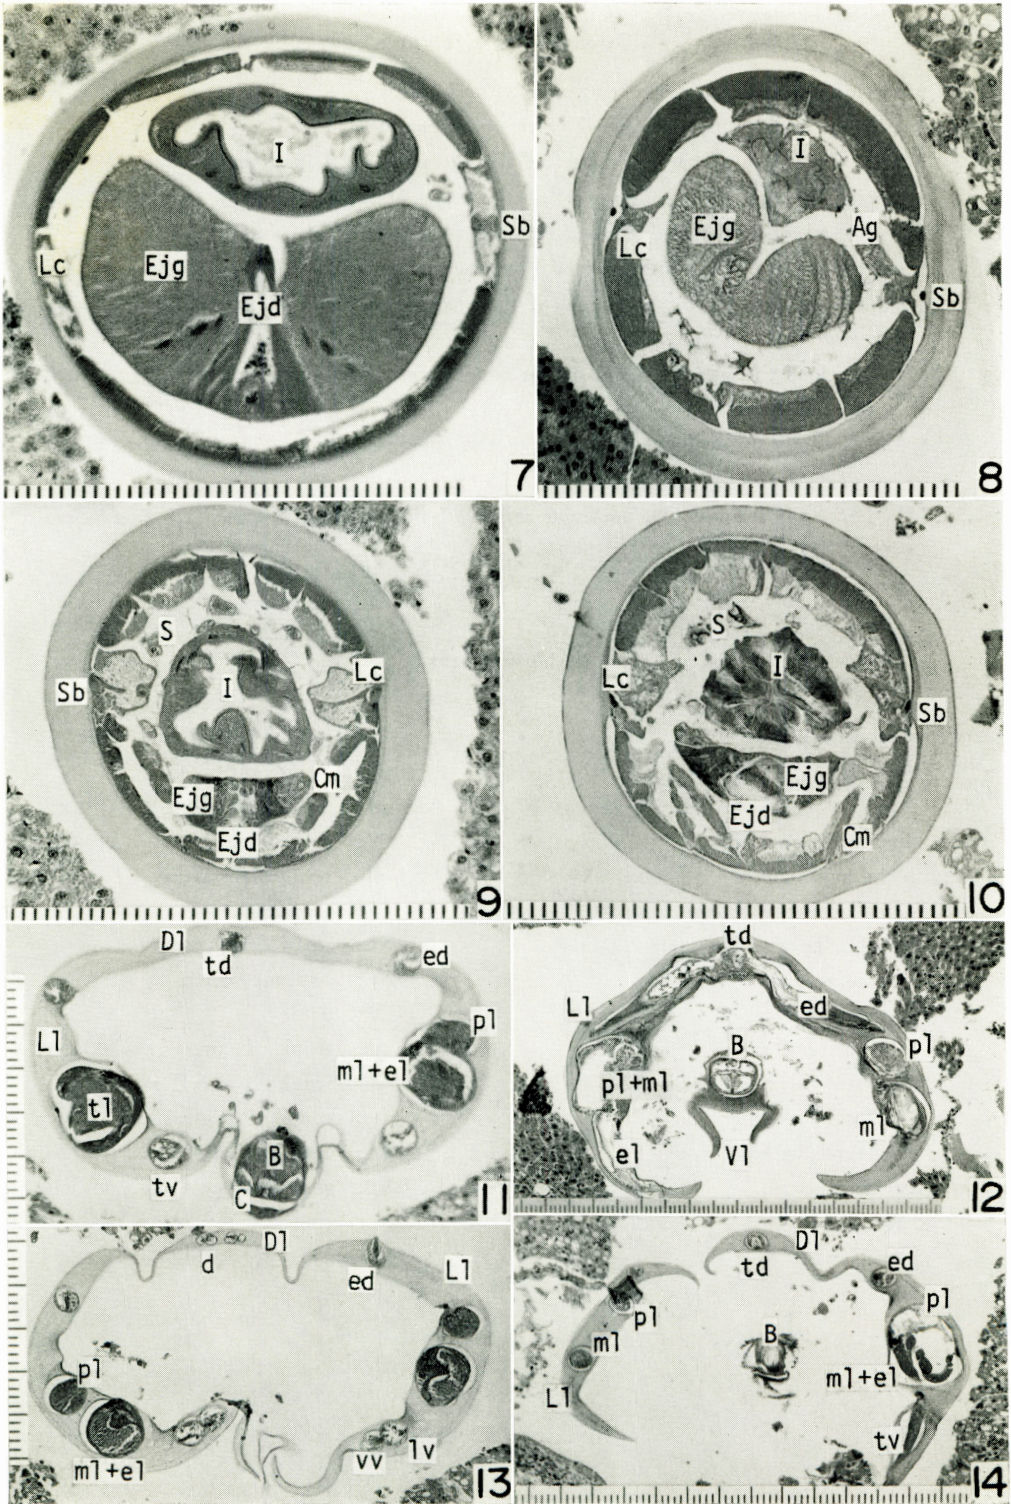 I
Sb
Lc
Ejg
Ejd
7
I
Ejg
Ag
Lc
Sb
8
S
Sb
I
Lc
Cm
Ejg
Ejd
9
S
I
Lc
Sb
Ejg
Ejd
Cm
10
Dl
td
ed
Ll
pl
ml+el
tl
B
tv
C
11
td
Ll
ed
B
pl
pl+ml
ml
el
Vl
12
Dl
d
ed
Ll
pl
ml+el
vv
lv
13
Dl
td
ed
pl
pl
ml
B
ml+el
Ll
tv
14